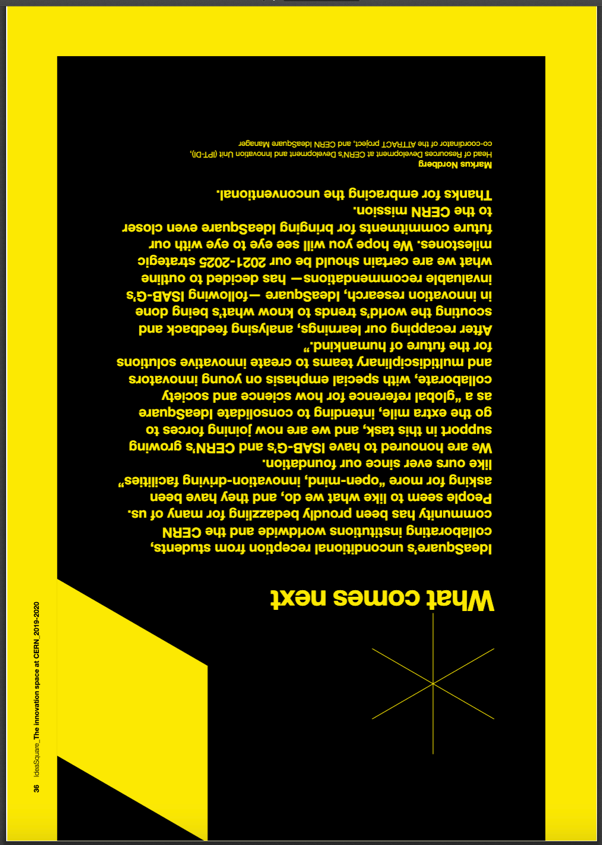 What comes next
IdeaSquare's unconditional reception from students,
collaborating institutions worldwide and the CERN
community has been proudly bedazzling for many of us.
People seem to like what we do, and they have been
asking for more "open-mind, innovation-driving facilities"
like ours ever since our foundation.
We are honoured to have ISAB-G's and CERN's growing
support in this task, and we are now joining forces to
go the extra mile, intending to consolidate IdeaSquare
as a "global reference for how science and society
collaborate, with special emphasis on young innovators
and multidisciplinary teams to create innovative solutions
for the future of humankind."
After recapping our learnings, analysing feedback and
scouting the world's trends to know what's being done
in innovation research, IdeaSquare —following ISAB-G's
invaluable recommendations— has decided to outline
what we are certain should be our 2021-2025 strategic
milestones. We hope you will see eye to eye with our
future commitments for bringing IdeaSquare even closer
to the CERN mission.
Thanks for embracing the unconventional.
Markus Nordberg
Head of Resources Development at CERN's Development and Innovation Unit (IPT-DI),
co-coordinator of the ATTRACT project, and CERN IdeaSquare Manager
36 IdeaSquare_The innovation space at CERN_2019-2020